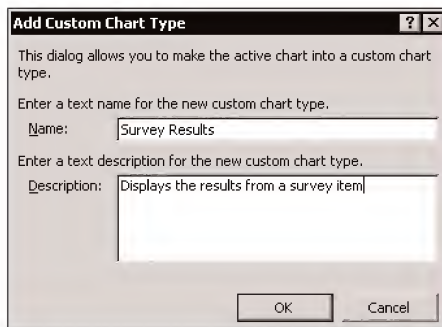 Add Custom Chart Type
This dialog allows you to make the active chart into a custom chart
type.
Enter a text name for the new custom chart type.
Name: Survey Results
Enter a text description for the new custom chart type.
Description: Displays the results from a survey item
OK Cancel